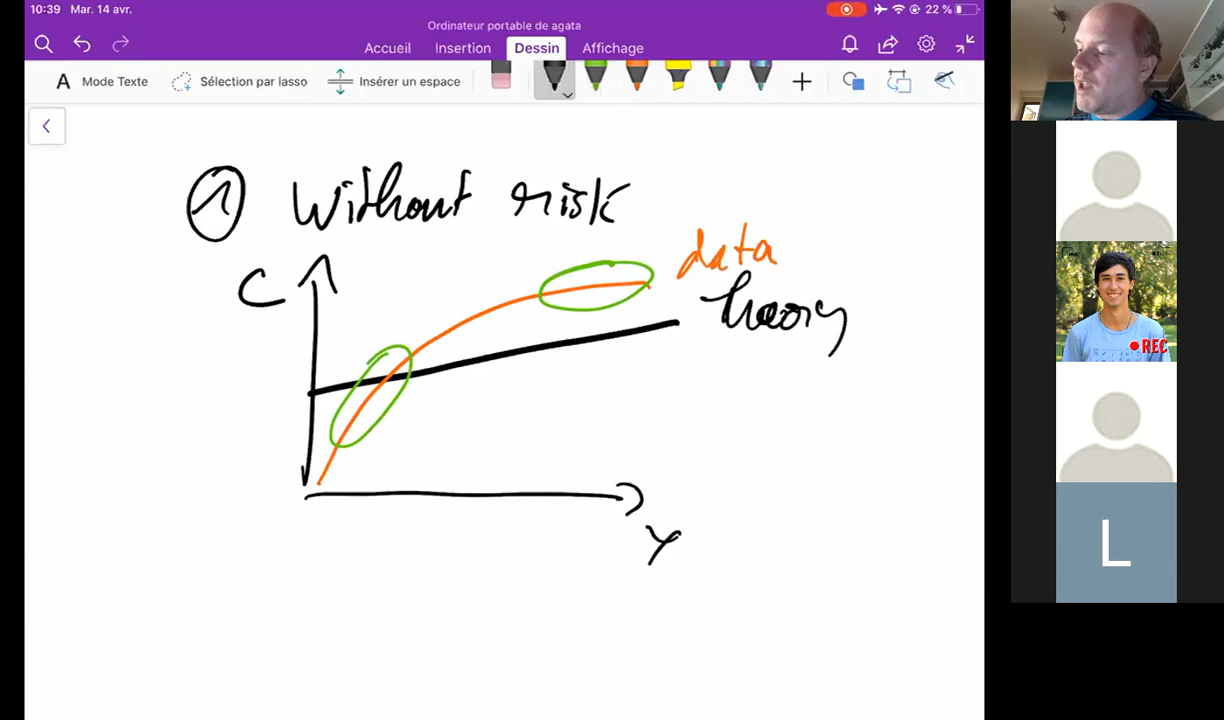 10:39 Mar. 14 avr.
22 %
Ordinateur portable de agata
Accueil Insertion Dessin Affichage
A Mode Texte Sélection par lasso Insérer un espace
① Without risk
C
data
theory
Y
REC
L